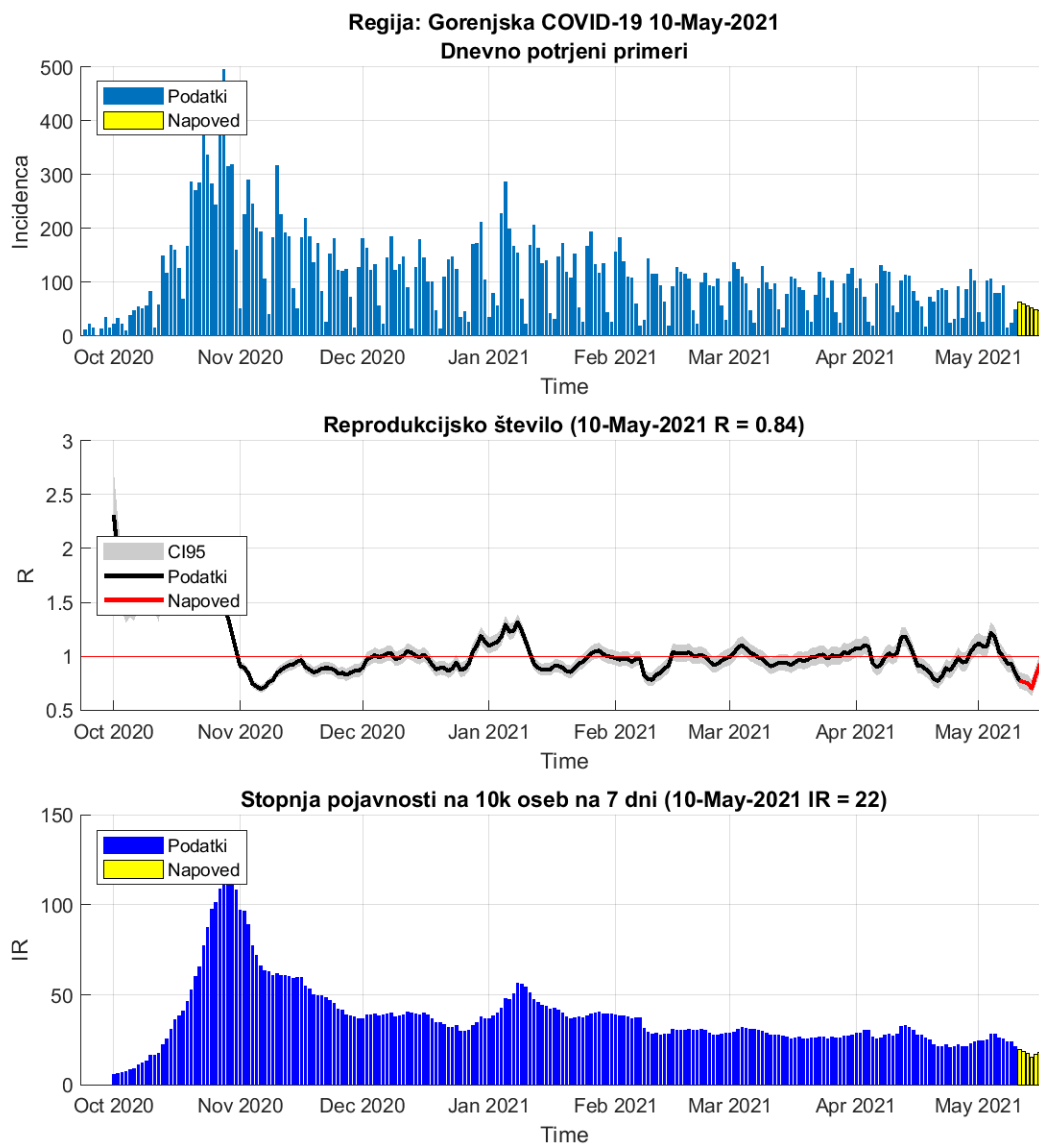 Regija: Gorenjska COVID-19 10-May-2021
Dnevno potrjeni primeri
500
400
300
200
100
0
Incidenca
Podatki
Napoved
Oct 2020 Nov 2020 Dec 2020 Jan 2021 Feb 2021 Mar 2021 Apr 2021 May 2021
Time
Reprodukcijsko število (10-May-2021 R = 0.84)
3
2.5
2
1.5
1
0.5
R
CI95
Podatki
Napoved
Oct 2020 Nov 2020 Dec 2020 Jan 2021 Feb 2021 Mar 2021 Apr 2021 May 2021
Time
Stopnja pojavnosti na 10k oseb na 7 dni (10-May-2021 IR = 22)
150
100
50
0
IR
Podatki
Napoved
Oct 2020 Nov 2020 Dec 2020 Jan 2021 Feb 2021 Mar 2021 Apr 2021 May 2021
Time